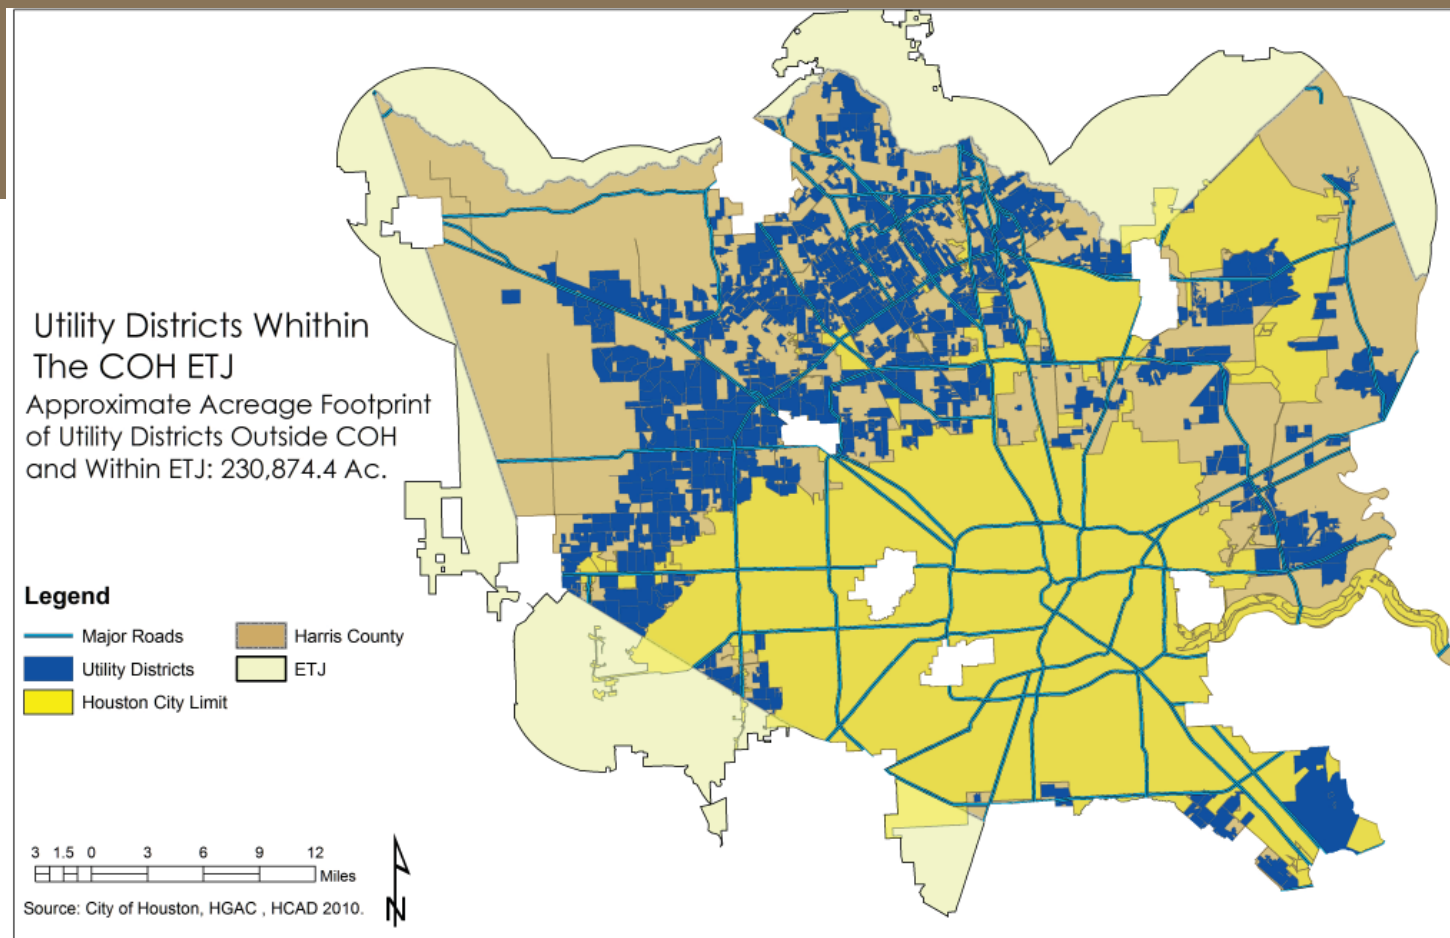 Utility Districts Whithin
The COH ETJ
Approximate Acreage Footprint
of Utility Districts Outside COH
and Within ETJ: 230,874.4 Ac.
Legend
Major Roads
Harris County
Utility Districts
ETJ
Houston City Limit
3 1.5 0 3 6 9 12
Miles
N
Source: City of Houston, HGAC , HCAD 2010.